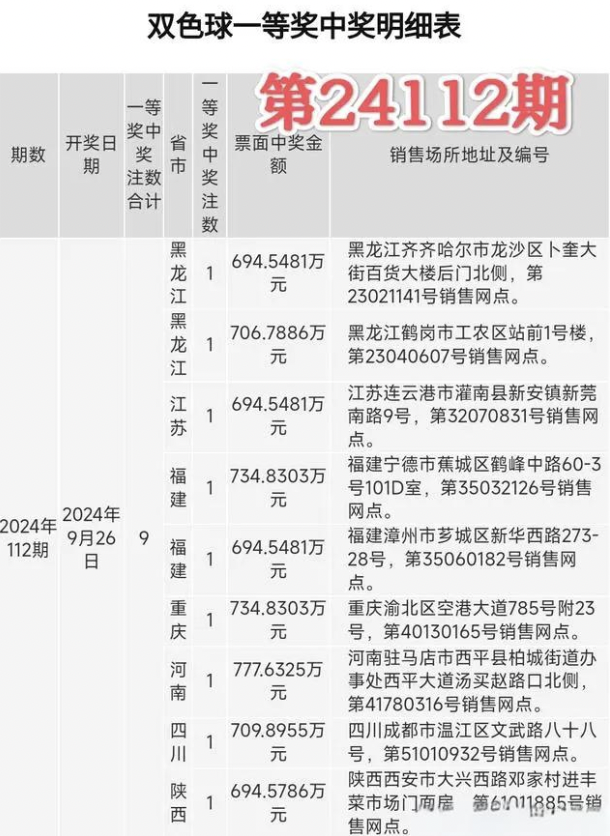 双色球一等奖中奖明细表
第24112期
期数
开奖日
期
一等
奖中
奖
注数
合计
省
市
一
等
奖
中
奖
注
数
票面中奖金
额
销售场所地址及编号
2024年
112期
2024年
9月26
日
9
黑
龙
江
1
694.5481万
元
黑龙江齐齐哈尔市龙沙区卜奎大
街百货大楼后门北侧，第
23021141号销售网点。
黑
龙
江
1
706.7886万
元
黑龙江鹤岗市工农区站前1号楼，
第23040607号销售网点。
江
苏
1
694.5481万
元
江苏连云港市灌南县新安镇新莞
南路9号，第32070831号销售网
点。
福
建
1
734.8303万
元
福建宁德市蕉城区鹤峰中路60-3
号101D室，第35032126号销售
网点。
福
建
1
694.5481万
元
福建漳州市芗城区新华西路273-
28号，第35060182号销售网
点。
重
庆
1
734.8303万
元
重庆渝北区空港大道785号附23
号，第40130165号销售网点。
河
南
1
777.6325万
元
河南驻马店市西平县柏城街道办
事处西平大道汤买赵路口北侧，
第41780316号销售网点。
四
川
1
709.8955万
元
四川成都市温江区文武路八十八
号，第51010932号销售网点。
陕
西
1
694.5786万
元
陕西西安市大兴西路邓家村进丰
菜市场门面房 第61011885号销
售网点。